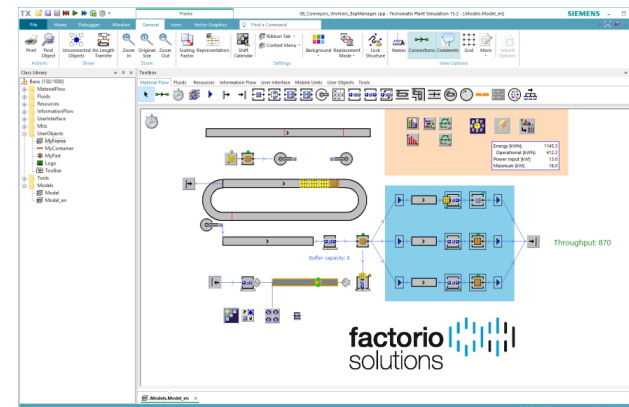 TX
Frame
00_Conveyors_Workers_ExpManager.spp - Tecnomatix Plant Simulation 15.2 - [.Models.Model_en]
SIEMENS
File Home Debugger Window General Icons Vector Graphics Find a Command
Print Find Object Unconnected Objects No Length Transfer Zoom In Original Size Zoom Out Scaling Factor Representation Shift Calendar Ribbon Tab Context Menu Background Replacement Mode Lock Structure Names Connections Comments Grid More Inherit Options
Actions Show Zoom Settings View Options
Class Library
Toolbox
Basis (130/1000)
MaterialFlow
Fluids
Resources
InformationFlow
UserInterface
MUs
UserObjects
MyFrame
MyContainer
MyPart
Logo
Toolbar
Tools
Models
Model
Model_en
Material Flow Fluids Resources Information Flow User Interface Mobile Units User Objects Tools
Energy [kWh] 1145.3
Operational [kWh] 412.2
Power input [kW] 13.0
Maximum [kW] 16.0
Throughput: 870
Buffer capacity: 8
factorio
solutions
.Models.Model_en